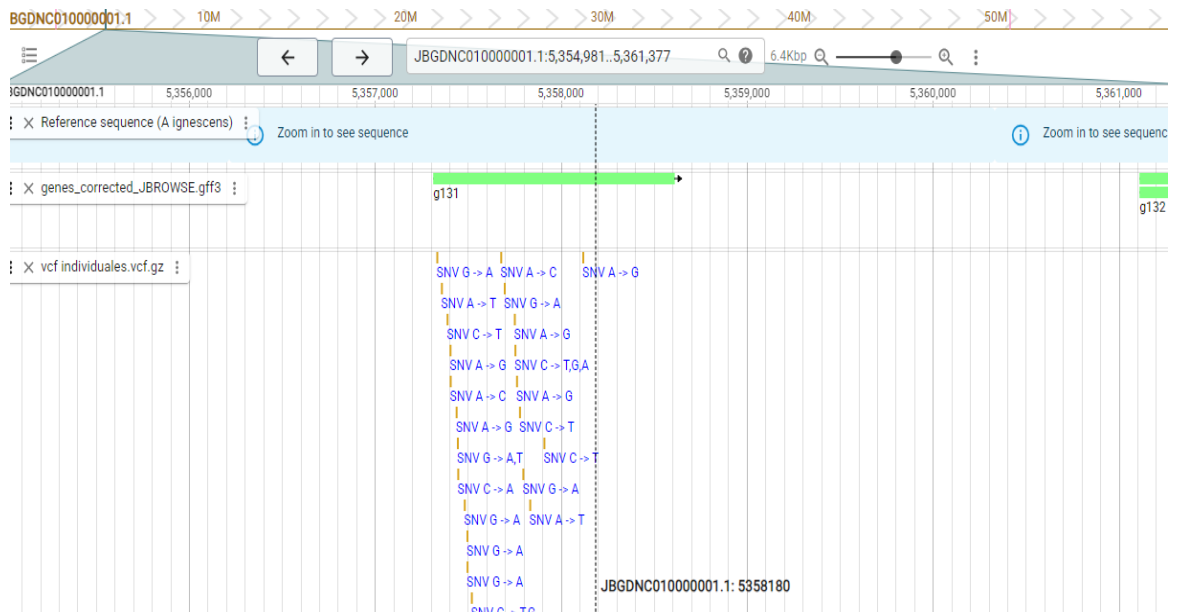 BGDNC010000001.1 10M 20M 30M 40M 50M
JBGDNC010000001.1:5,354,981..5,361,377 6.4Kbp
BGDNC010000001.1 5,356,000 5,357,000 5,358,000 5,359,000 5,360,000 5,361,000
Reference sequence (A ignescens) Zoom in to see sequence Zoom in to see sequenc
genes_corrected_JBROWSE.gff3
g131
g132
vcf individuales.vcf.gz
SNV G -> A SNV A -> C SNV A -> G
SNV A -> T SNV G -> A
SNV C -> T SNV A -> G
SNV A -> G SNV C -> T,G,A
SNV A -> C SNV A -> G
SNV A -> G SNV C -> T
SNV G -> A,T SNV C -> T
SNV C -> A SNV G -> A
SNV G -> A SNV A -> T
SNV G -> A
SNV G -> A
JBGDNC010000001.1: 5358180
SNV C -> T,G